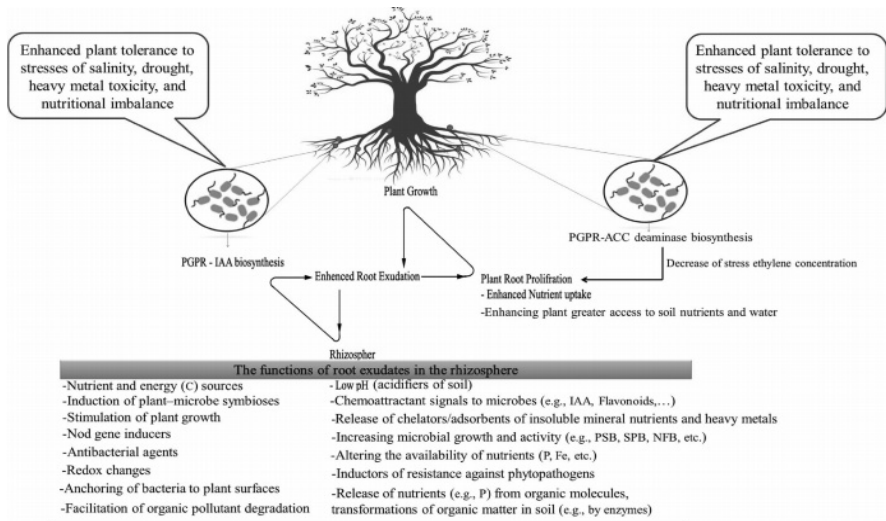 Enhanced plant tolerance to
stresses of salinity, drought,
heavy metal toxicity, and
nutritional imbalance
Enhanced plant tolerance to
stresses of salinity, drought,
heavy metal toxicity, and
nutritional imbalance
Plant Growth
PGPR - IAA biosynthesis
PGPR-ACC deaminase biosynthesis
Decrease of stress ethylene concentration
Enhenced Root Exudation
Plant Root Prolifration
- Enhanced Nutrient uptake
-Enhancing plant greater access to soil nutrients and water
Rhizospher
The functions of root exudates in the rhizosphere
-Nutrient and energy (C) sources
-Induction of plant–microbe symbioses
-Stimulation of plant growth
-Nod gene inducers
-Antibacterial agents
-Redox changes
-Anchoring of bacteria to plant surfaces
-Facilitation of organic pollutant degradation
-Low pH (acidifiers of soil)
-Chemoattractant signals to microbes (e.g., IAA, Flavonoids,…)
-Release of chelators/adsorbents of insoluble mineral nutrients and heavy metals
-Increasing microbial growth and activity (e.g., PSB, SPB, NFB, etc.)
-Altering the availability of nutrients (P, Fe, etc.)
-Inductors of resistance against phytopathogens
-Release of nutrients (e.g., P) from organic molecules,
transformations of organic matter in soil (e.g., by enzymes)